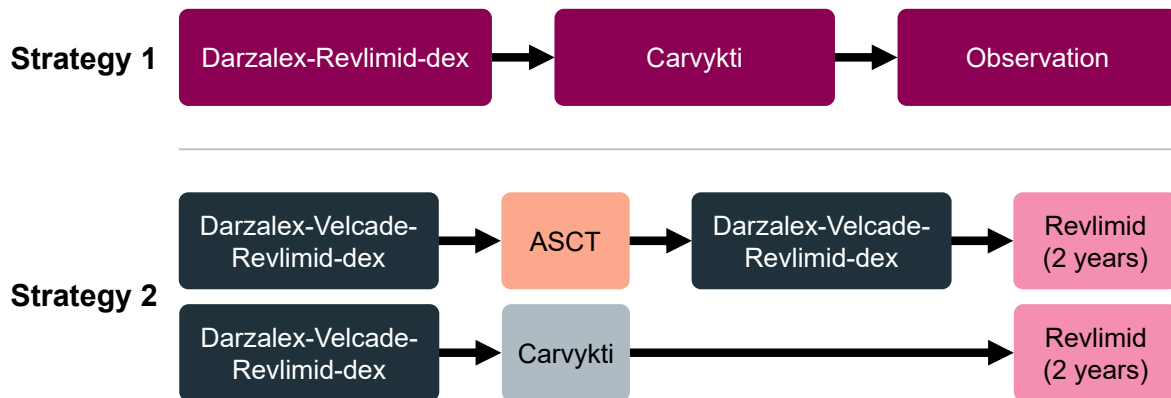 Strategy 1
Darzalex-Revlimid-dex
Carvykti
Observation
Strategy 2
Darzalex-Velcade-
Revlimid-dex
ASCT
Darzalex-Velcade-
Revlimid-dex
Revlimid
(2 years)
Darzalex-Velcade-
Revlimid-dex
Carvykti
Revlimid
(2 years)